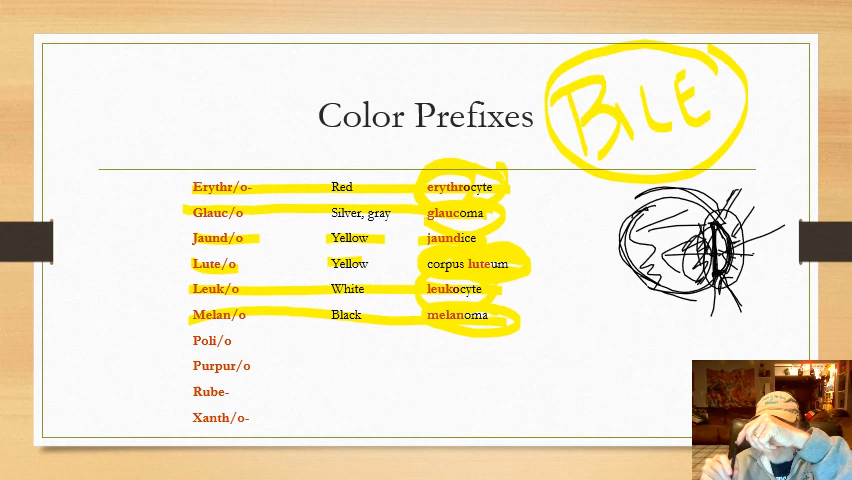 Color Prefixes
BILE
Erythr/o- Red erythrocyte
Glauc/o Silver, gray glaucoma
Jaund/o Yellow jaundice
Lute/o Yellow corpus luteum
Leuk/o White leukocyte
Melan/o Black melanoma
Poli/o
Purpur/o
Rube-
Xanth/o-